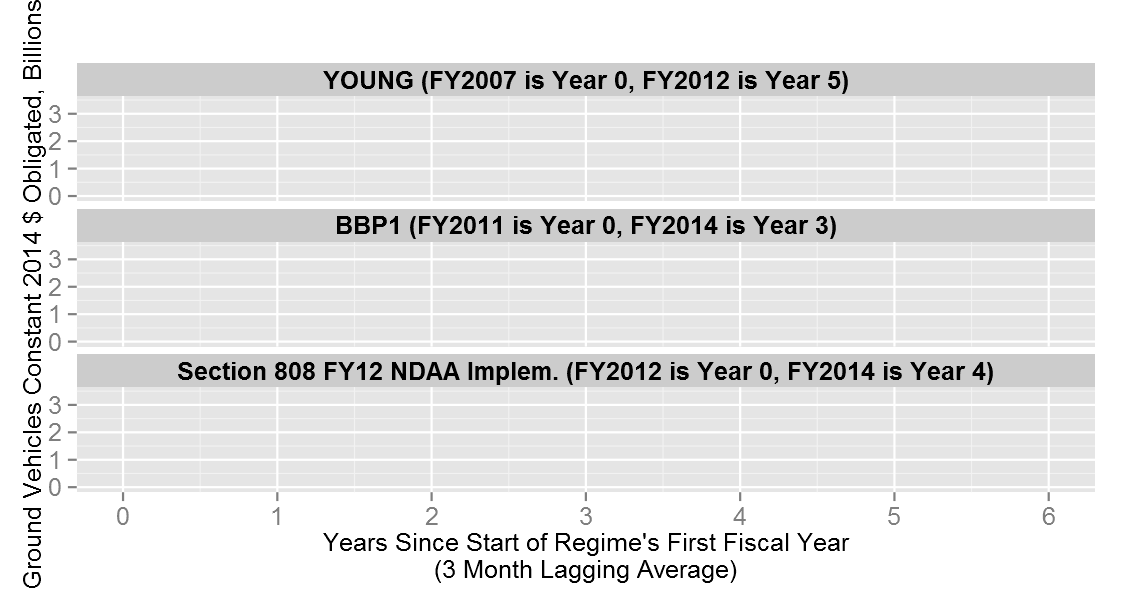 Ground Vehicles Constant 2014 $ Obligated, Billions
YOUNG (FY2007 is Year 0, FY2012 is Year 5)
3
2
1
0
BBP1 (FY2011 is Year 0, FY2014 is Year 3)
3
2
1
0
Section 808 FY12 NDAA Implem. (FY2012 is Year 0, FY2014 is Year 4)
3
2
1
0
0 1 2 3 4 5 6
Years Since Start of Regime's First Fiscal Year
(3 Month Lagging Average)